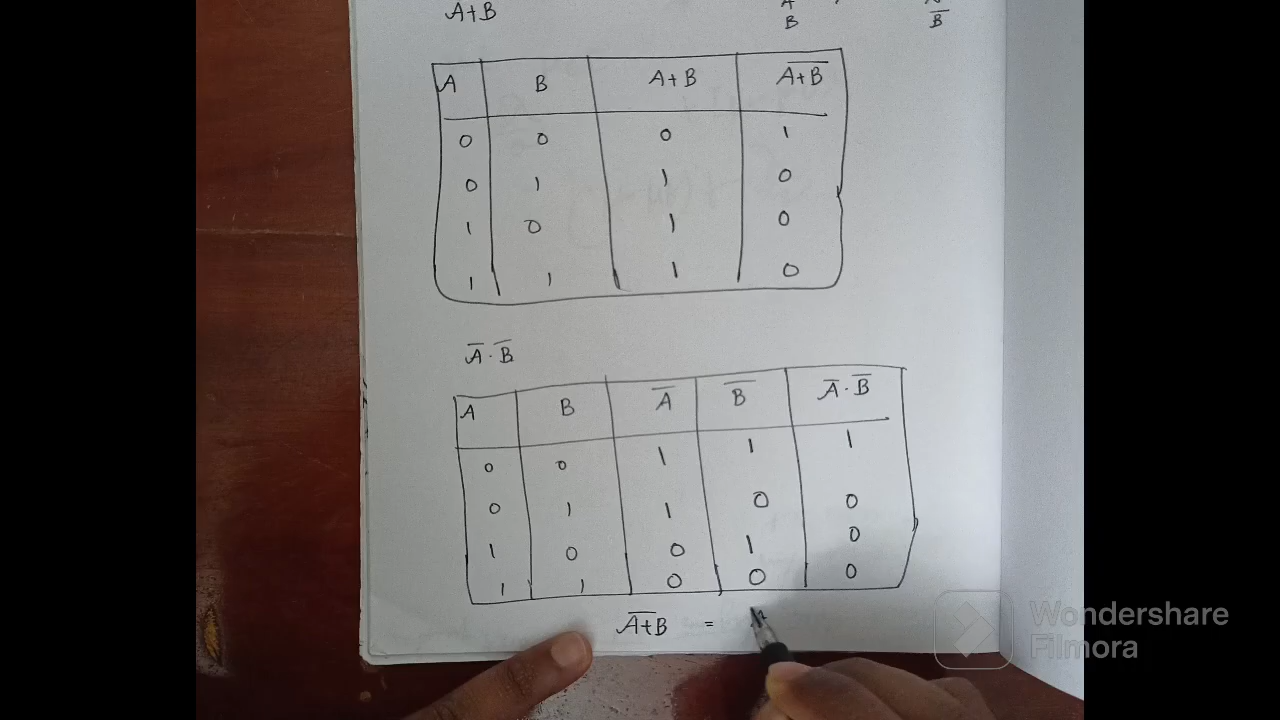 A+B
B
B̅
A B A+B A̅+̅B̅
0 0 0 1
0 1 1 0
1 0 1 0
1 1 1 0
A̅ · B̅
A B A̅ B̅ A̅ · B̅
0 0 1 1 1
0 1 1 0 0
1 0 0 1 0
1 1 0 0 0
A̅+̅B̅ =
Wondershare
Filmora